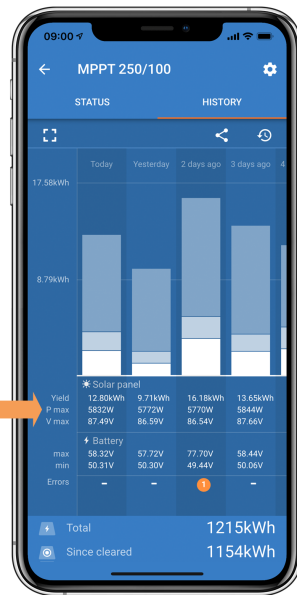 09:00
MPPT 250/100
STATUS HISTORY
Today Yesterday 2 days ago 3 days ago 4
17.58kWh
8.79kWh
Solar panel
Yield 12.80kWh 9.71kWh 16.18kWh 13.65kWh
P max 5832W 5772W 5770W 5844W
V max 87.49V 86.59V 86.54V 87.66V
Battery
max 58.32V 57.72V 77.70V 58.44V
min 50.31V 50.30V 49.44V 50.06V
Errors – – 1 –
Total 1215kWh
Since cleared 1154kWh